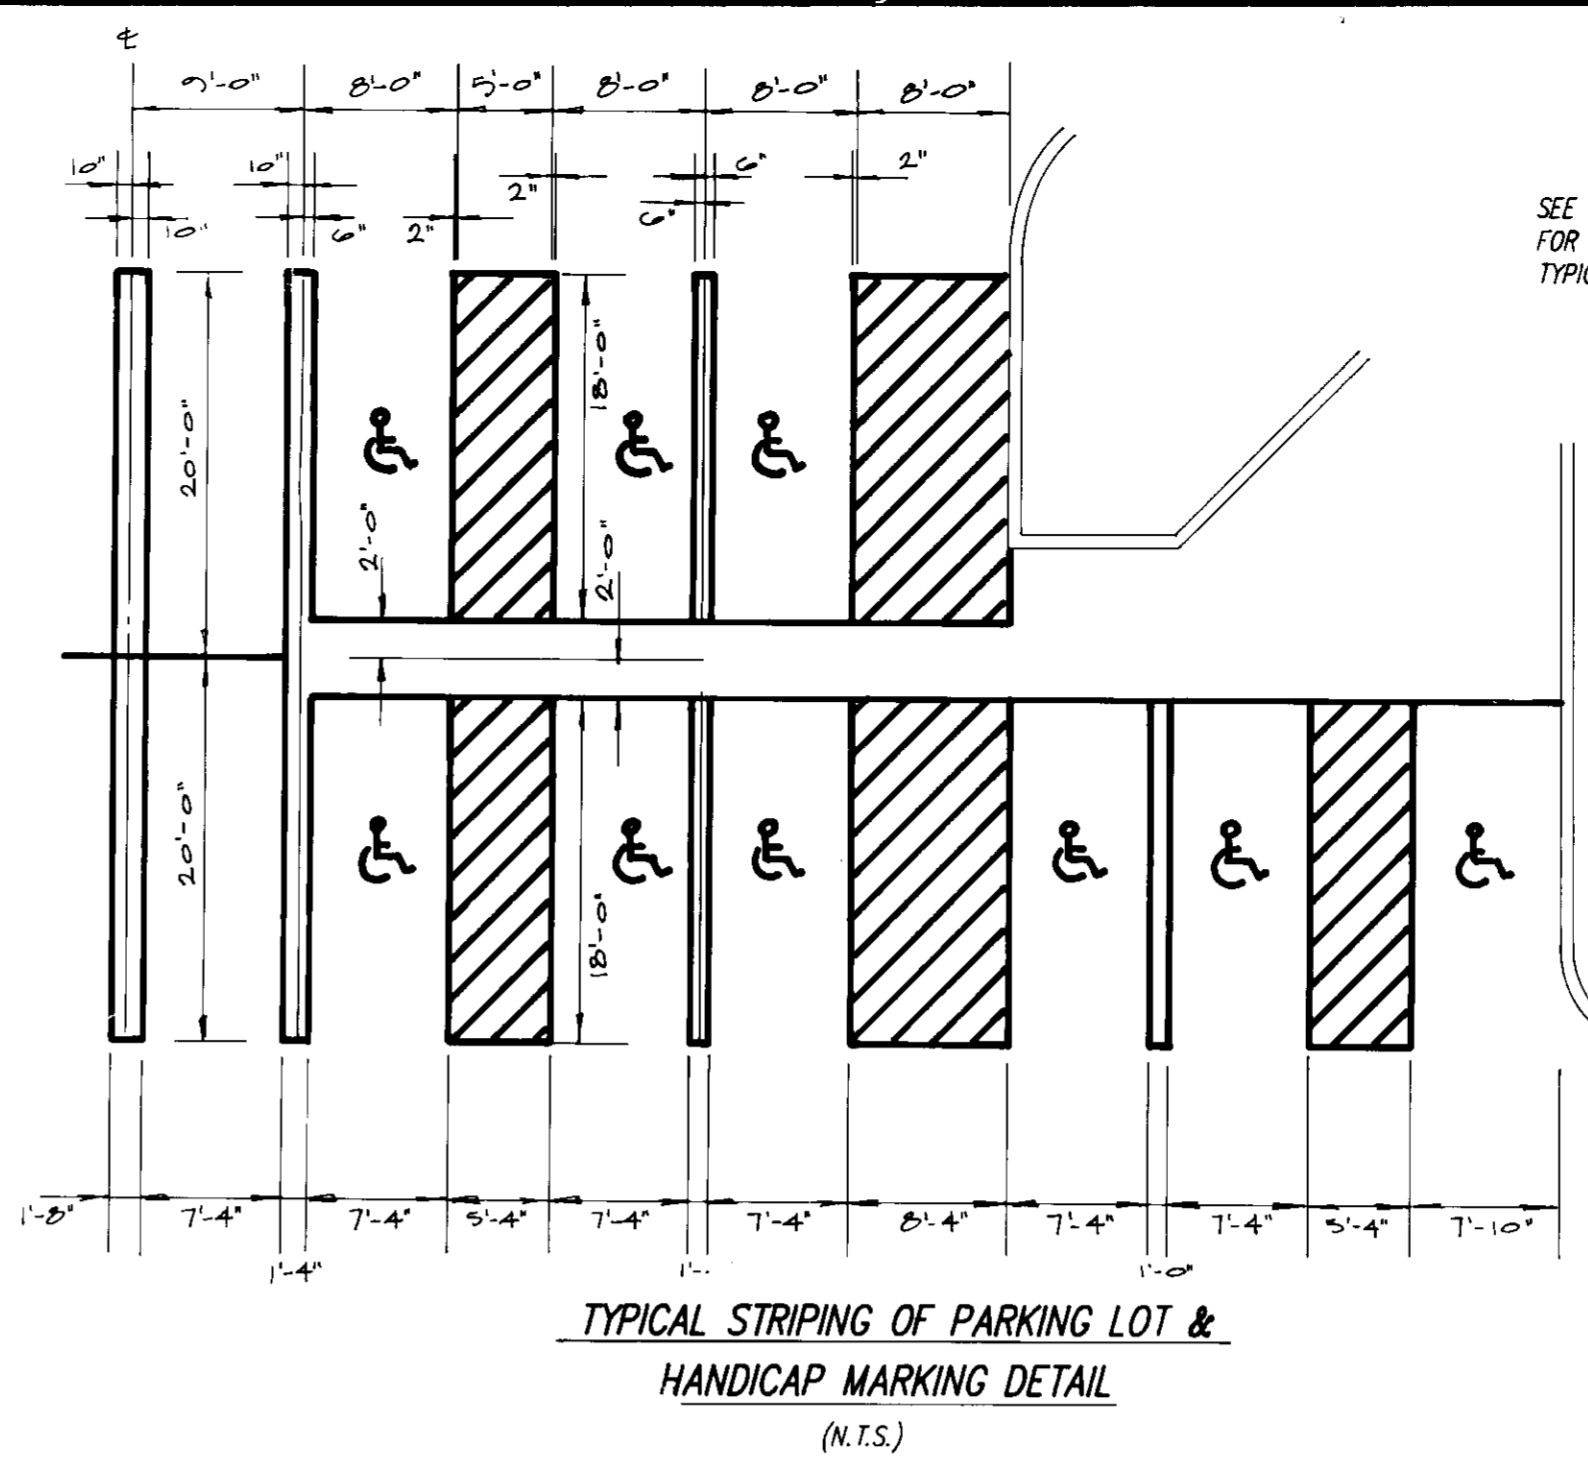 ℄
9'-0" 8'-0" 5'-0" 8'-0" 8'-0" 8'-0"
10" 10" 2" 6" 2"
10" 6" 2" 6"
SEE
FOR
TYPIC
20'-0"
18'-0"
2'-0"
2'-0"
20'-0"
18'-0"
1'-8" 7'-4" 7'-4" 5'-4" 7'-4" 7'-4" 8'-4" 7'-4" 7'-4" 5'-4" 7'-10"
1'-4" 1'-. 1'-0"
TYPICAL STRIPING OF PARKING LOT &
HANDICAP MARKING DETAIL
(N.T.S.)